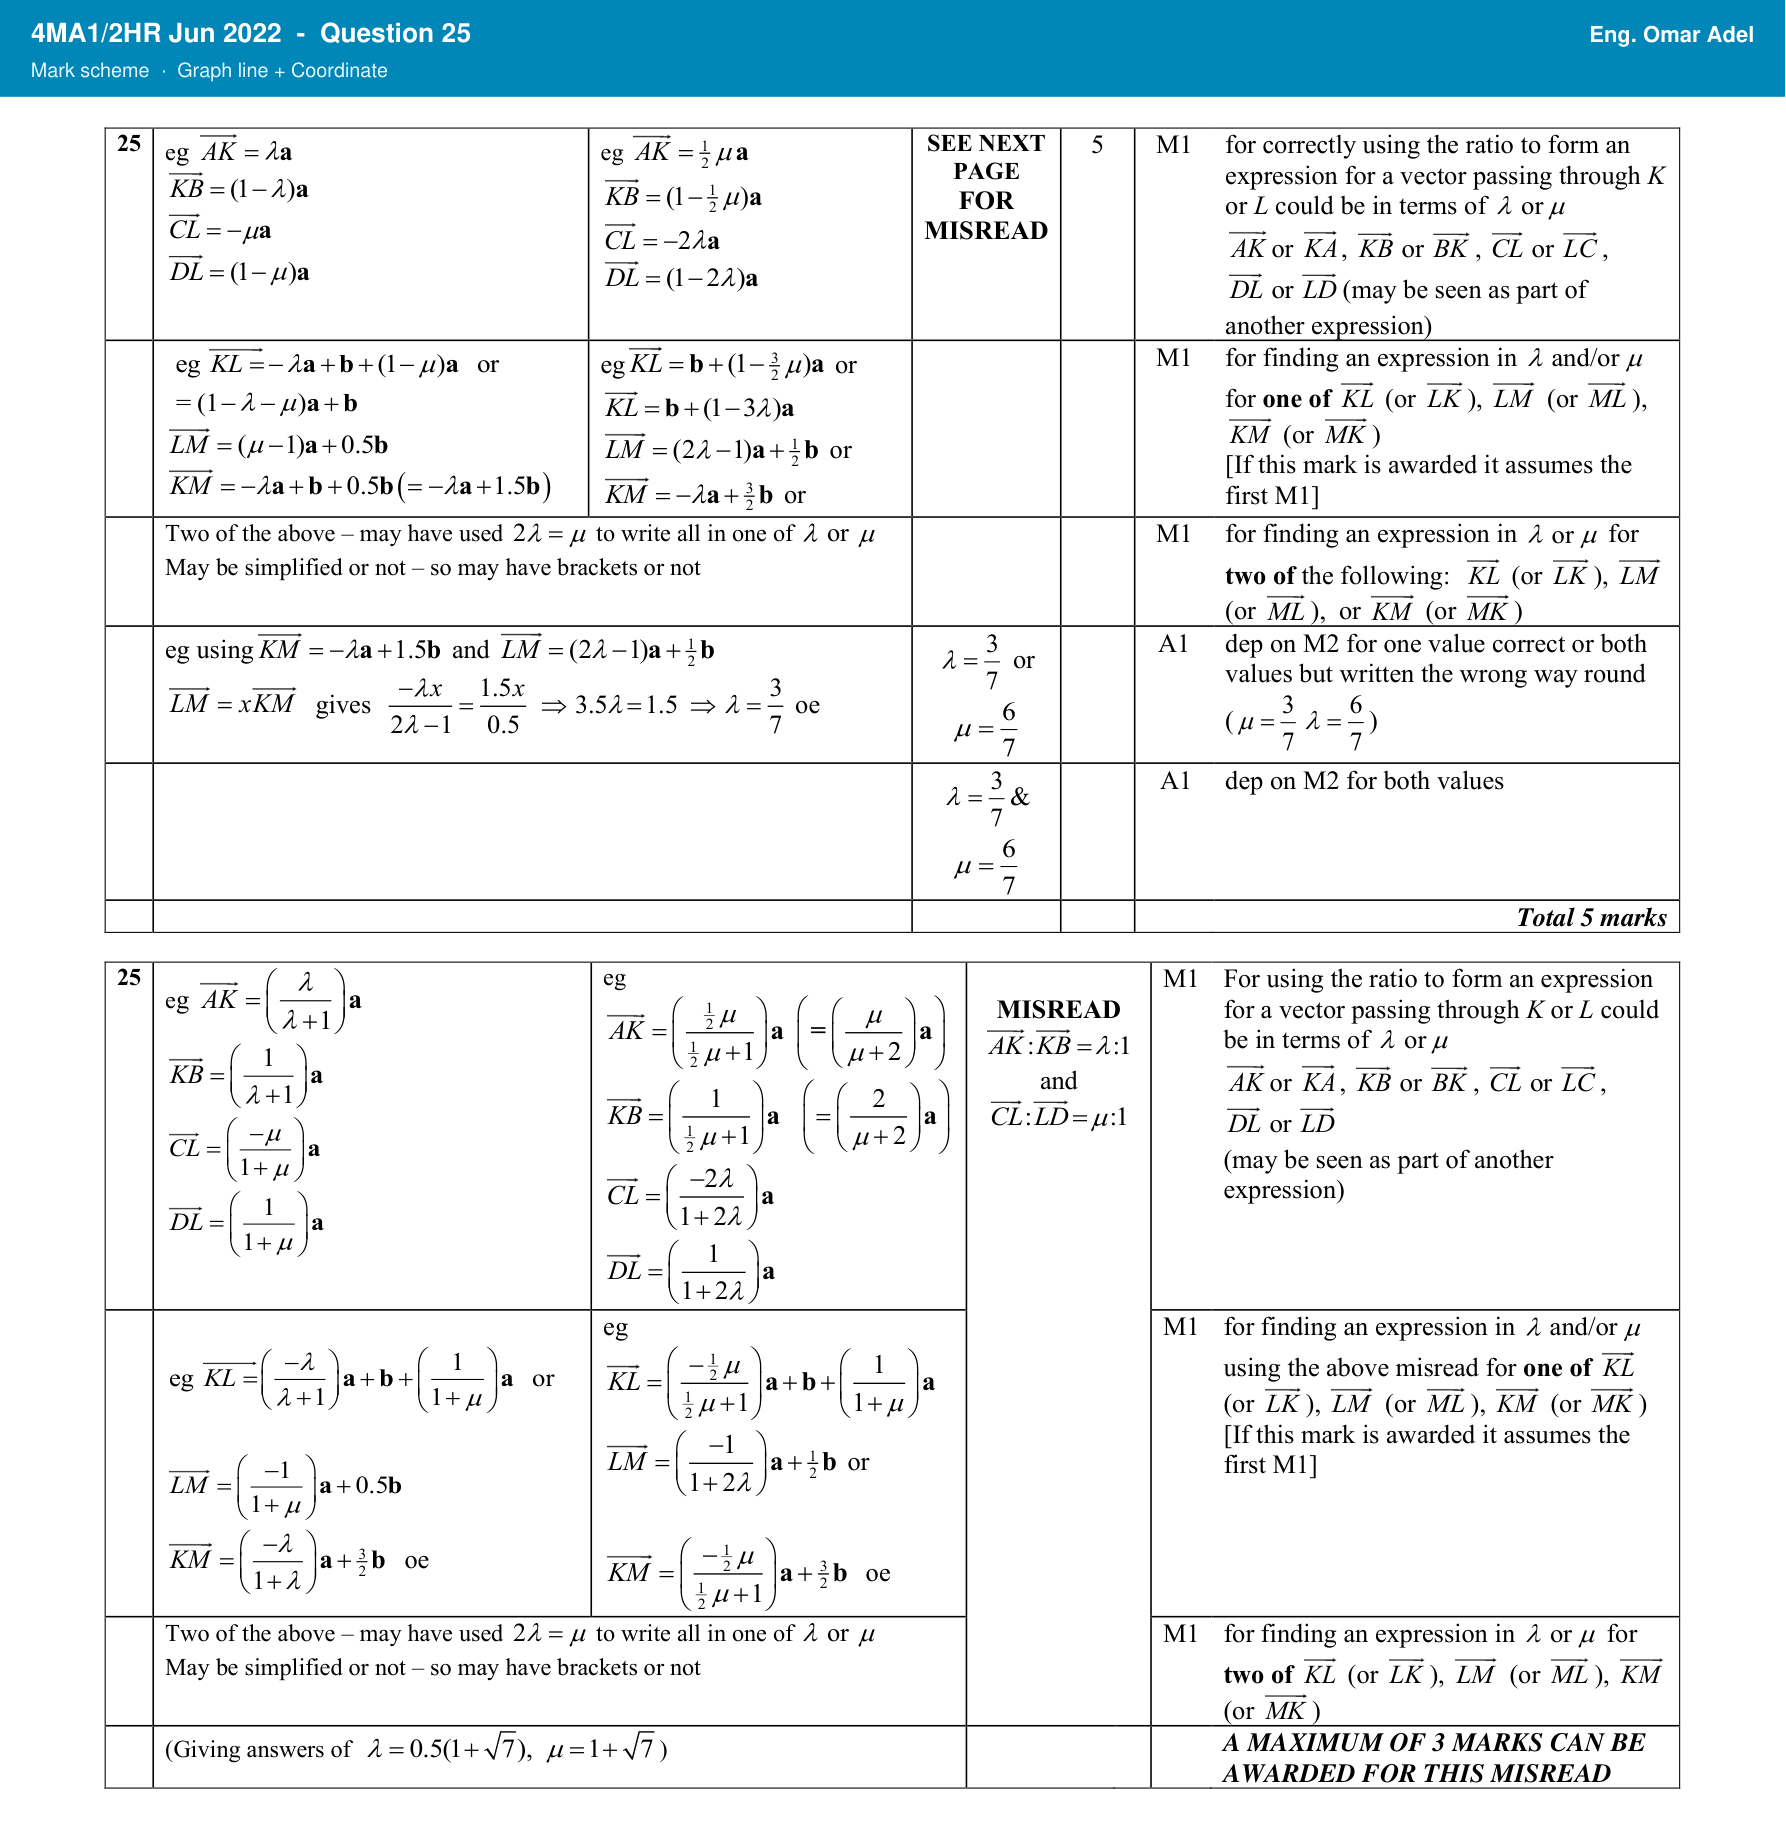 4MA1/2HR Jun 2022 - Question 25
Eng. Omar Adel
Mark scheme · Graph line + Coordinate
25
eg AK⃗ = λa
KB⃗ = (1 − λ)a
CL⃗ = −μa
DL⃗ = (1 − μ)a
eg AK⃗ = ½ μa
KB⃗ = (1 − ½ μ)a
CL⃗ = −2λa
DL⃗ = (1 − 2λ)a
SEE NEXT
PAGE
FOR
MISREAD
5
M1 for correctly using the ratio to form an
expression for a vector passing through K
or L could be in terms of λ or μ
AK⃗ or KA⃗, KB⃗ or BK⃗, CL⃗ or LC⃗,
DL⃗ or LD⃗ (may be seen as part of
another expression)
eg KL⃗ = −λa + b + (1 − μ)a or
= (1 − λ − μ)a + b
LM⃗ = (μ − 1)a + 0.5b
KM⃗ = −λa + b + 0.5b (= −λa + 1.5b)
eg KL⃗ = b + (1 − 3/2 μ)a or
KL⃗ = b + (1 − 3λ)a
LM⃗ = (2λ − 1)a + ½b or
KM⃗ = −λa + 3/2 b or
M1 for finding an expression in λ and/or μ
for one of KL⃗ (or LK⃗), LM⃗ (or ML⃗),
KM⃗ (or MK⃗)
[If this mark is awarded it assumes the
first M1]
Two of the above – may have used 2λ = μ to write all in one of λ or μ
May be simplified or not – so may have brackets or not
M1 for finding an expression in λ or μ for
two of the following: KL⃗ (or LK⃗), LM⃗
(or ML⃗), or KM⃗ (or MK⃗)
eg using KM⃗ = −λa + 1.5b and LM⃗ = (2λ − 1)a + ½b
LM⃗ = xKM⃗ gives −λx/(2λ − 1) = 1.5x/0.5 ⇒ 3.5λ = 1.5 ⇒ λ = 3/7 oe
λ = 3/7 or
μ = 6/7
A1 dep on M2 for one value correct or both
values but written the wrong way round
(μ = 3/7 λ = 6/7)
λ = 3/7 &
μ = 6/7
A1 dep on M2 for both values
Total 5 marks
25
eg AK⃗ = (λ/(λ + 1))a
KB⃗ = (1/(λ + 1))a
CL⃗ = (−μ/(1 + μ))a
DL⃗ = (1/(1 + μ))a
eg
AK⃗ = (½μ/(½μ + 1))a (= (μ/(μ + 2))a)
KB⃗ = (1/(½μ + 1))a (= (2/(μ + 2))a)
CL⃗ = (−2λ/(1 + 2λ))a
DL⃗ = (1/(1 + 2λ))a
MISREAD
AK⃗:KB⃗ = λ:1
and
CL⃗:LD⃗ = μ:1
M1 For using the ratio to form an expression
for a vector passing through K or L could
be in terms of λ or μ
AK⃗ or KA⃗, KB⃗ or BK⃗, CL⃗ or LC⃗,
DL⃗ or LD⃗
(may be seen as part of another
expression)
eg KL⃗ = (−λ/(λ + 1))a + b + (1/(1 + μ))a or
LM⃗ = (−1/(1 + μ))a + 0.5b
KM⃗ = (−λ/(1 + λ))a + 3/2 b oe
eg
KL⃗ = (−½μ/(½μ + 1))a + b + (1/(1 + μ))a
LM⃗ = (−1/(1 + 2λ))a + ½b or
KM⃗ = (−½μ/(½μ + 1))a + 3/2 b oe
M1 for finding an expression in λ and/or μ
using the above misread for one of KL⃗
(or LK⃗), LM⃗ (or ML⃗), KM⃗ (or MK⃗)
[If this mark is awarded it assumes the
first M1]
Two of the above – may have used 2λ = μ to write all in one of λ or μ
May be simplified or not – so may have brackets or not
M1 for finding an expression in λ or μ for
two of KL⃗ (or LK⃗), LM⃗ (or ML⃗), KM⃗
(or MK⃗)
(Giving answers of λ = 0.5(1 + √7), μ = 1 + √7)
A MAXIMUM OF 3 MARKS CAN BE
AWARDED FOR THIS MISREAD